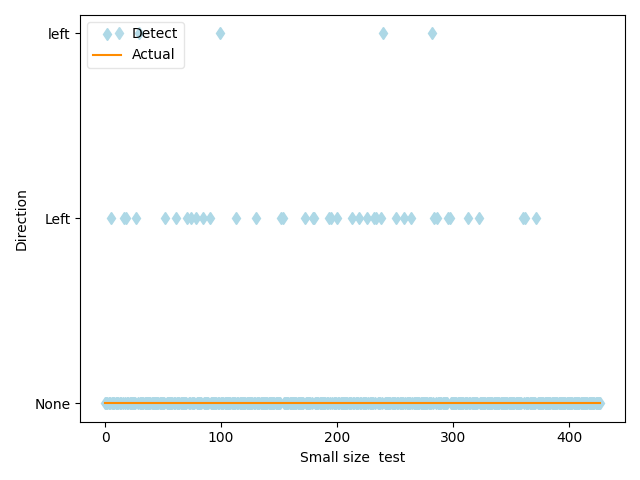 left
Detect
Actual
Direction
Left
None
0 100 200 300 400
Small size  test